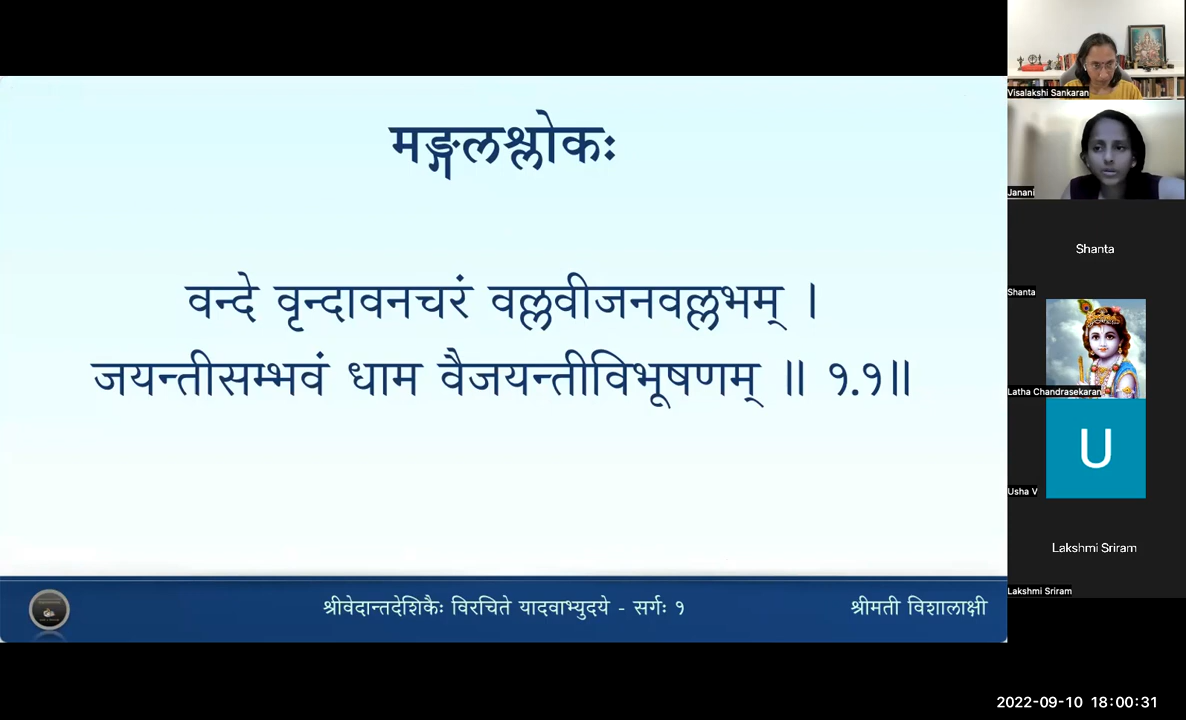 मङ्गलश्लोकः
वन्दे वृन्दावनचरं वल्लवीजनवल्लभम् ।
जयन्तीसम्भवं धाम वैजयन्तीविभूषणम् ॥ १.१॥
श्रीवेदान्तदेशिकैः विरचिते यादवाभ्युदये - सर्गः १
श्रीमती विशालाक्षी
Visalakshi Sankaran
Janani
Shanta
Shanta
Latha Chandrasekaran
U
Usha V
Lakshmi Sriram
Lakshmi Sriram
2022-09-10 18:00:31